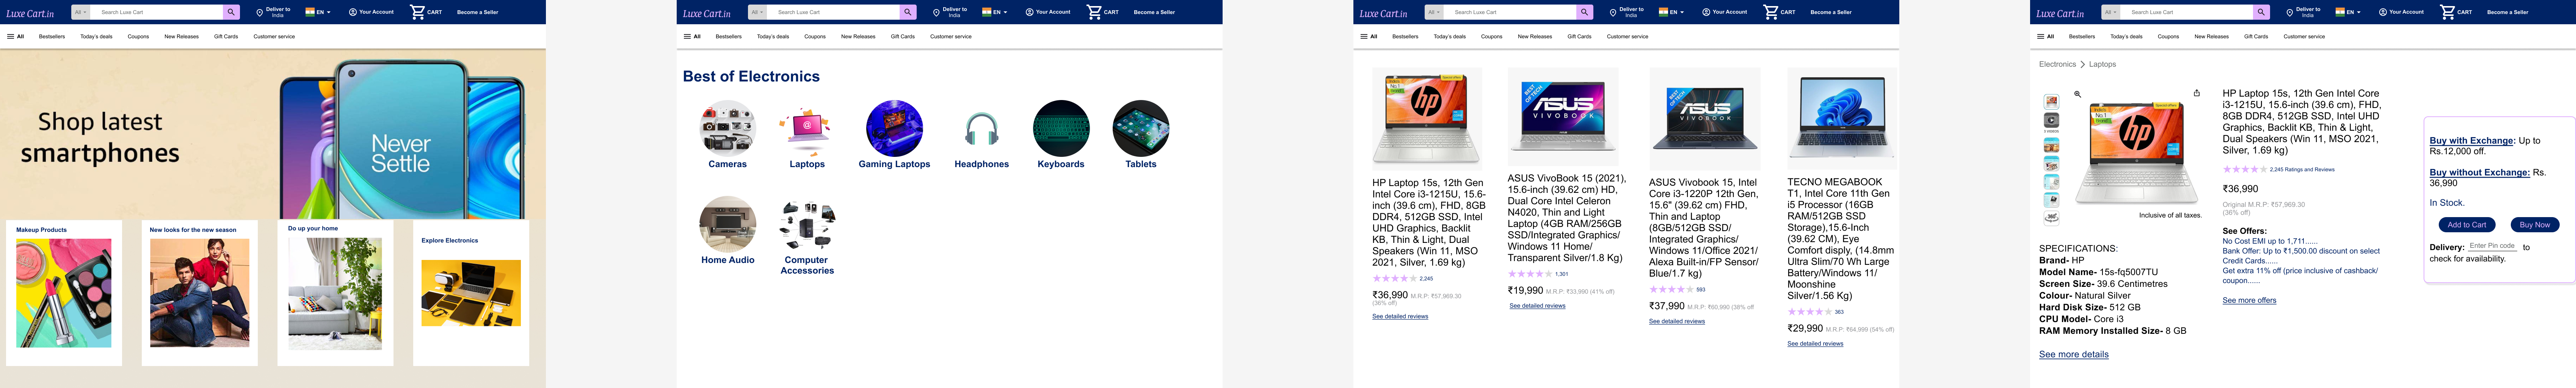 Luxe Cart.in
All
Search Luxe Cart
Deliver to
India
EN
Your Account
CART
Become a Seller
All
Bestsellers
Today's deals
Coupons
New Releases
Gift Cards
Customer service
Shop latest
smartphones
Never
Settle
Makeup Products
New looks for the new season
Do up your home
Explore Electronics
Luxe Cart.in
All
Search Luxe Cart
Deliver to
India
EN
Your Account
CART
Become a Seller
All
Bestsellers
Today's deals
Coupons
New Releases
Gift Cards
Customer service
Best of Electronics
Cameras
Laptops
Gaming Laptops
Headphones
Keyboards
Tablets
Home Audio
Computer
Accessories
Luxe Cart.in
All
Search Luxe Cart
Deliver to
India
EN
Your Account
CART
Become a Seller
All
Bestsellers
Today's deals
Coupons
New Releases
Gift Cards
Customer service
hp
HP Laptop 15s, 12th Gen
Intel Core i3-1215U, 15.6-
inch (39.6 cm), FHD, 8GB
DDR4, 512GB SSD, Intel
UHD Graphics, Backlit
KB, Thin & Light, Dual
Speakers (Win 11, MSO
2021, Silver, 1.69 kg)
2,245
₹36,990 M.R.P: ₹57,969.30
(36% off)
See detailed reviews
BEST
OF TECH
ASUS
VIVOBOOK
ASUS VivoBook 15 (2021),
15.6-inch (39.62 cm) HD,
Dual Core Intel Celeron
N4020, Thin and Light
Laptop (4GB RAM/256GB
SSD/Integrated Graphics/
Windows 11 Home/
Transparent Silver/1.8 Kg)
1,301
₹19,990 M.R.P: ₹33,990 (41% off)
See detailed reviews
BEST
OF TECH
ASUS
VIVOBOOK
ASUS Vivobook 15, Intel
Core i3-1220P 12th Gen,
15.6" (39.62 cm) FHD,
Thin and Laptop
(8GB/512GB SSD/
Integrated Graphics/
Windows 11/Office 2021/
Alexa Built-in/FP Sensor/
Blue/1.7 kg)
593
₹37,990 M.R.P: ₹60,990 (38% off
See detailed reviews
TECNO MEGABOOK
T1, Intel Core 11th Gen
i5 Processor (16GB
RAM/512GB SSD
Storage),15.6-Inch
(39.62 CM), Eye
Comfort disply, (14.8mm
Ultra Slim/70 Wh Large
Battery/Windows 11/
Moonshine
Silver/1.56 Kg)
363
₹29,990 M.R.P: ₹64,999 (54% off)
See detailed reviews
Luxe Cart.in
All
Search Luxe Cart
Deliver to
India
EN
Your Account
CART
Become a Seller
All
Bestsellers
Today's deals
Coupons
New Releases
Gift Cards
Customer service
Electronics
Laptops
hp
360°
Inclusive of all taxes.
SPECIFICATIONS:
Brand- HP
Model Name- 15s-fq5007TU
Screen Size- 39.6 Centimetres
Colour- Natural Silver
Hard Disk Size- 512 GB
CPU Model- Core i3
RAM Memory Installed Size- 8 GB
See more details
HP Laptop 15s, 12th Gen Intel Core
i3-1215U, 15.6-inch (39.6 cm), FHD,
8GB DDR4, 512GB SSD, Intel UHD
Graphics, Backlit KB, Thin & Light,
Dual Speakers (Win 11, MSO 2021,
Silver, 1.69 kg)
2,245 Ratings and Reviews
₹36,990
Original M.R.P: ₹57,969.30
(36% off)
See Offers:
No Cost EMI up to 1,711......
Bank Offer: Up to ₹1,500.00 discount on select
Credit Cards......
Get extra 11% off (price inclusive of cashback/
coupon......
See more offers
Buy with Exchange: Up to
Rs.12,000 off.
Buy without Exchange: Rs.
36,990
In Stock.
Add to Cart
Buy Now
Delivery: Enter Pin code to
check for availability.